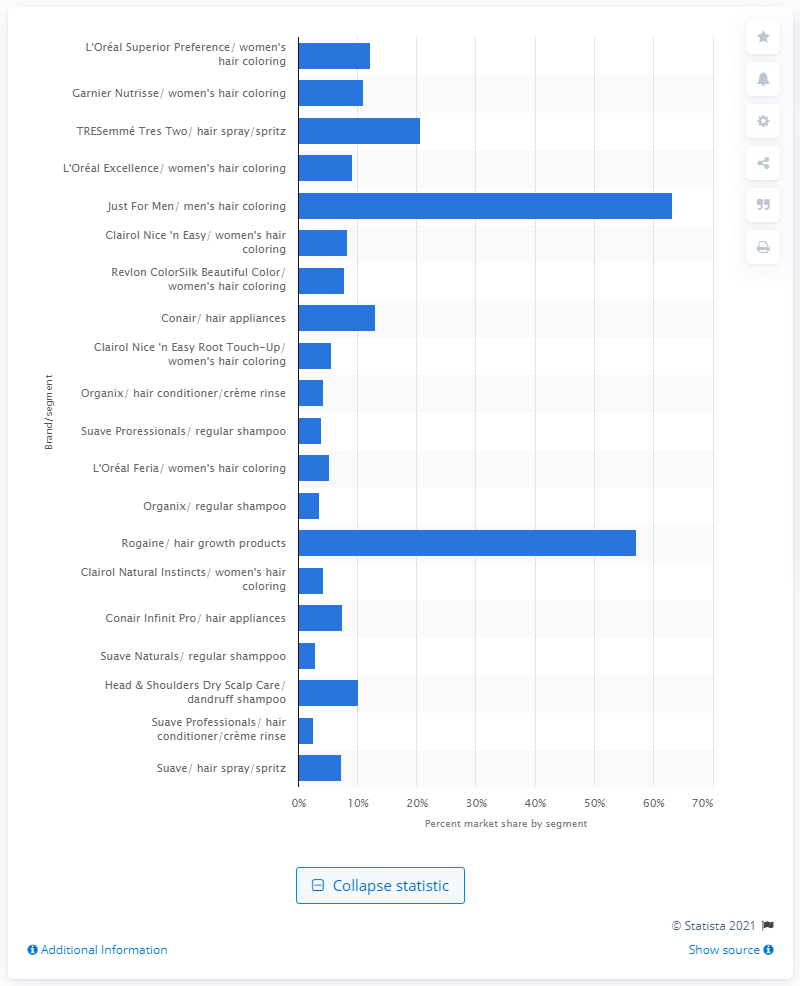 L'Oréal Superior Preference/ women's
hair coloring
Garnier Nutrisse/ women's hair coloring
TRESemmé Tres Two/ hair spray/spritz
L'Oréal Excellence/ women's hair coloring
Just For Men/ men's hair coloring
Clairol Nice 'n Easy/ women's hair
coloring
Revlon ColorSilk Beautiful Color/
women's hair coloring
Conair/ hair appliances
Clairol Nice 'n Easy Root Touch-Up/
women's hair coloring
Organix/ hair conditioner/crème rinse
Suave Proressionals/ regular shampoo
L'Oréal Feria/ women's hair coloring
Organix/ regular shampoo
Rogaine/ hair growth products
Clairol Natural Instincts/ women's hair
coloring
Conair Infinit Pro/ hair appliances
Suave Naturals/ regular shamppoo
Head & Shoulders Dry Scalp Care/
dandruff shampoo
Suave Professionals/ hair
conditioner/crème rinse
Suave/ hair spray/spritz
Brand/segment
0% 10% 20% 30% 40% 50% 60% 70%
Percent market share by segment
Collapse statistic
© Statista 2021
Additional Information
Show source